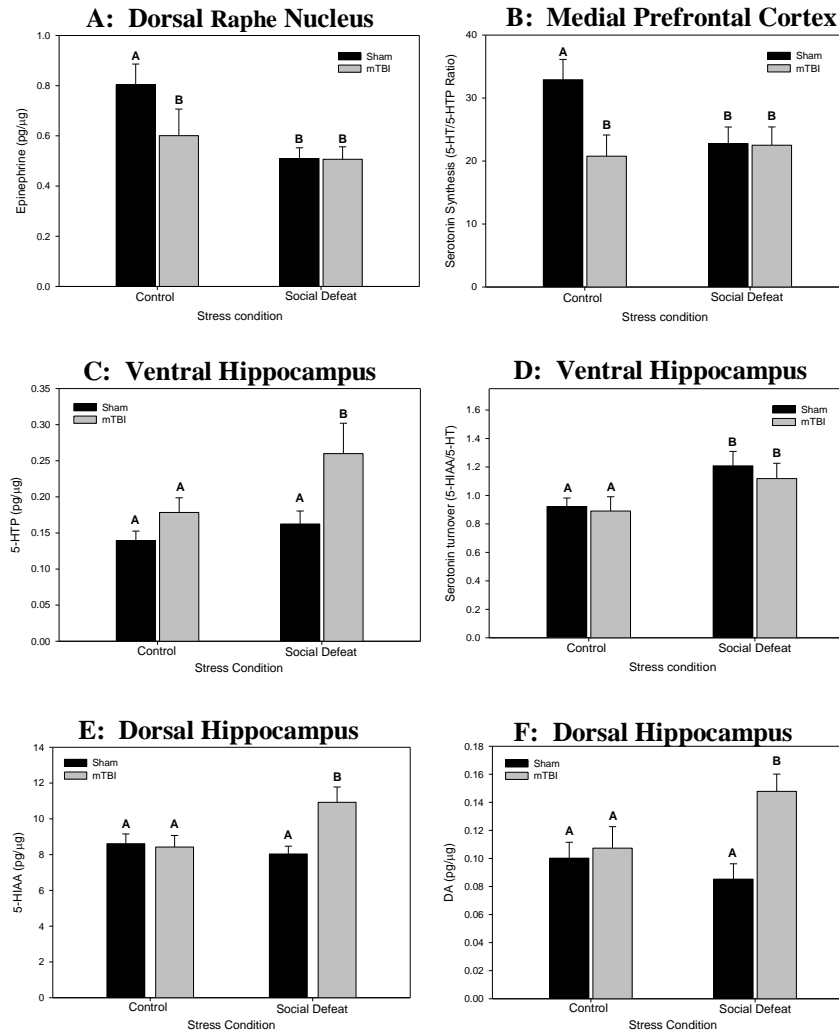 A: Dorsal Raphe Nucleus
1.0
0.8
0.6
0.4
0.2
0.0
Epinephrine (pg/µg)
A
B
B
B
Sham
mTBI
Control
Social Defeat
Stress condition
B: Medial Prefrontal Cortex
40
30
20
10
0
Serotonin Synthesis (5-HT/5-HTP Ratio)
A
B
B
B
Sham
mTBI
Control
Social Defeat
Stress condition
C: Ventral Hippocampus
0.35
0.30
0.25
0.20
0.15
0.10
0.05
0.00
5-HTP (pg/µg)
Sham
mTBI
A
A
A
B
Control
Social Defeat
Stress Condition
D: Ventral Hippocampus
1.6
1.4
1.2
1.0
0.8
0.6
0.4
0.2
0.0
Serotonin turnover (5-HIAA/5-HT)
Sham
mTBI
A
A
B
B
Control
Social Defeat
Stress condition
E: Dorsal Hippocampus
14
12
10
8
6
4
2
0
5-HIAA (pg/µg)
Sham
mTBI
A
A
A
B
Control
Social Defeat
Stress Condition
F: Dorsal Hippocampus
0.18
0.16
0.14
0.12
0.10
0.08
0.06
0.04
0.02
0.00
DA (pg/µg)
Sham
mTBI
A
A
A
B
Control
Social Defeat
Stress Condition